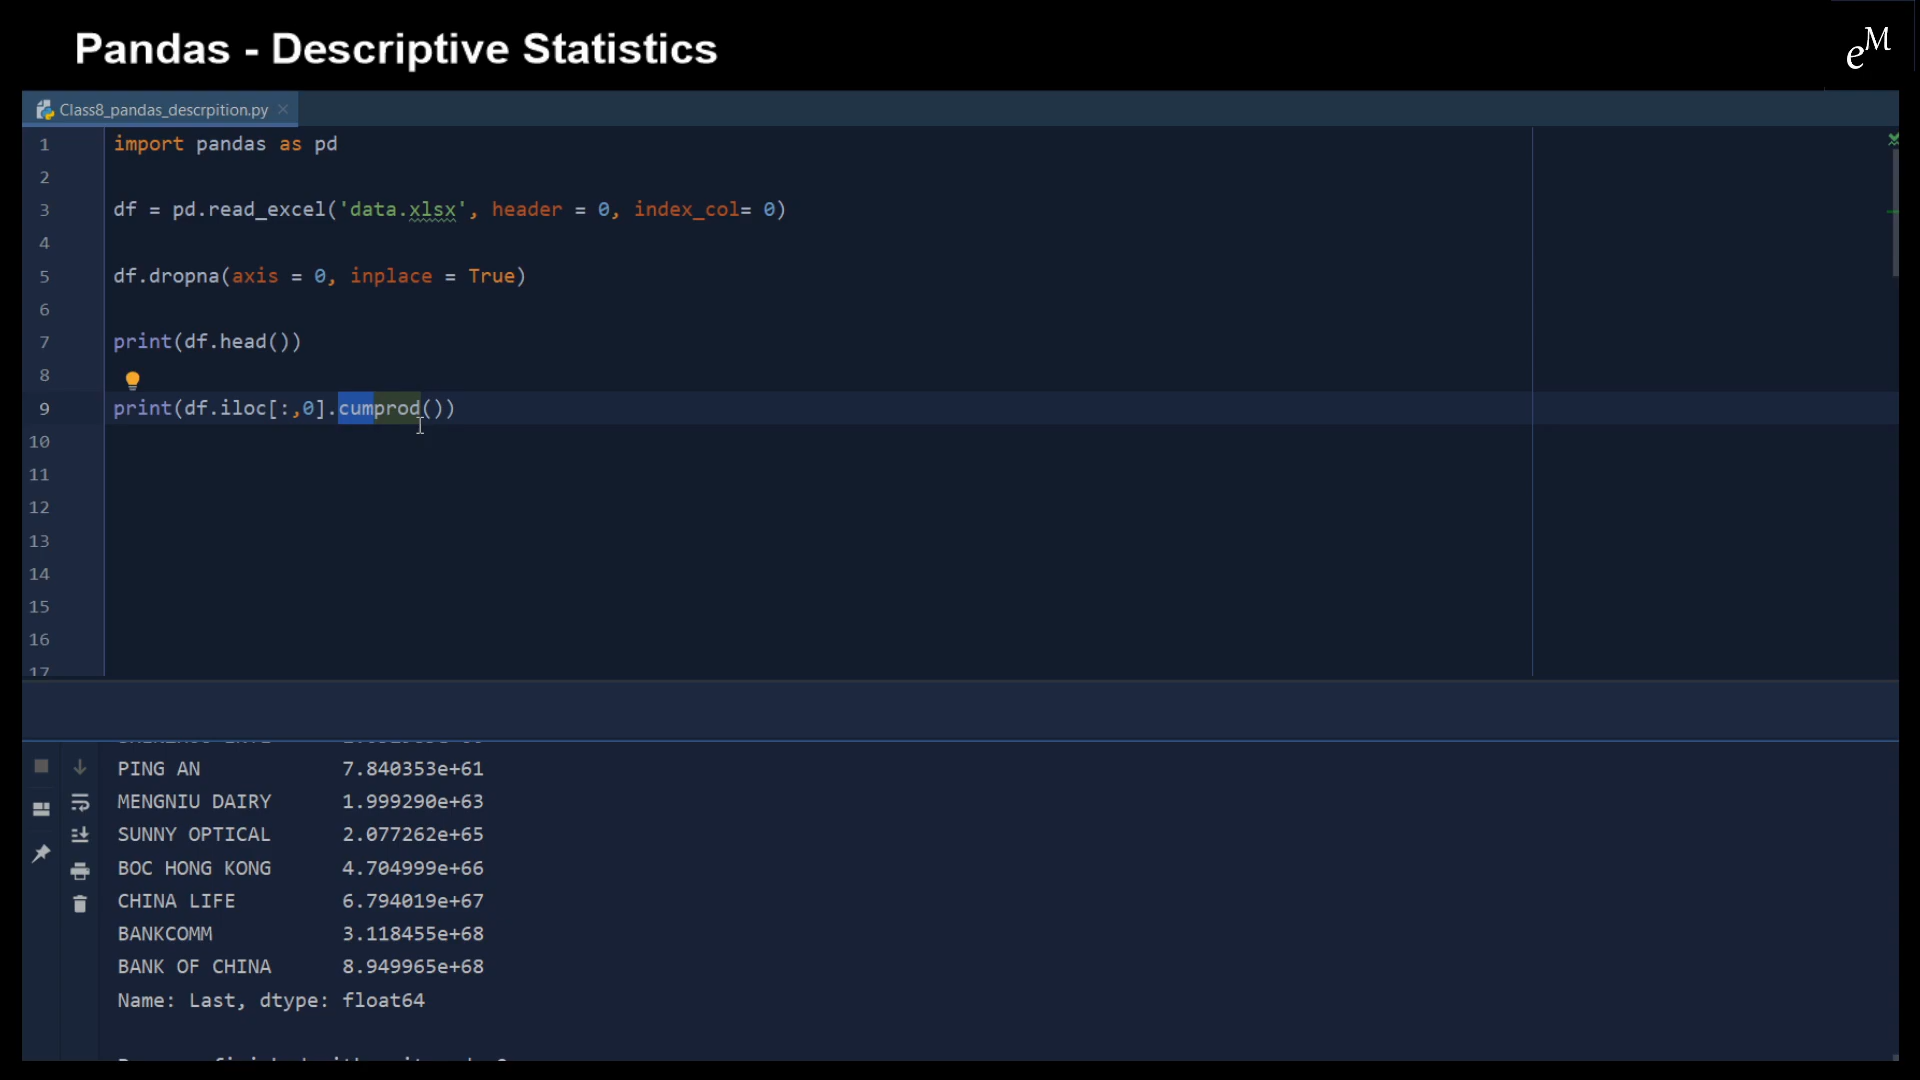 Pandas - Descriptive Statistics
eM
Class8_pandas_descrpition.py
1 import pandas as pd
2
3 df = pd.read_excel('data.xlsx', header = 0, index_col= 0)
4
5 df.dropna(axis = 0, inplace = True)
6
7 print(df.head())
8
9 print(df.iloc[:,0].cumprod())
10
11
12
13
14
15
16
17
PING AN 7.840353e+61
MENGNIU DAIRY 1.999290e+63
SUNNY OPTICAL 2.077262e+65
BOC HONG KONG 4.704999e+66
CHINA LIFE 6.794019e+67
BANKCOMM 3.118455e+68
BANK OF CHINA 8.949965e+68
Name: Last, dtype: float64